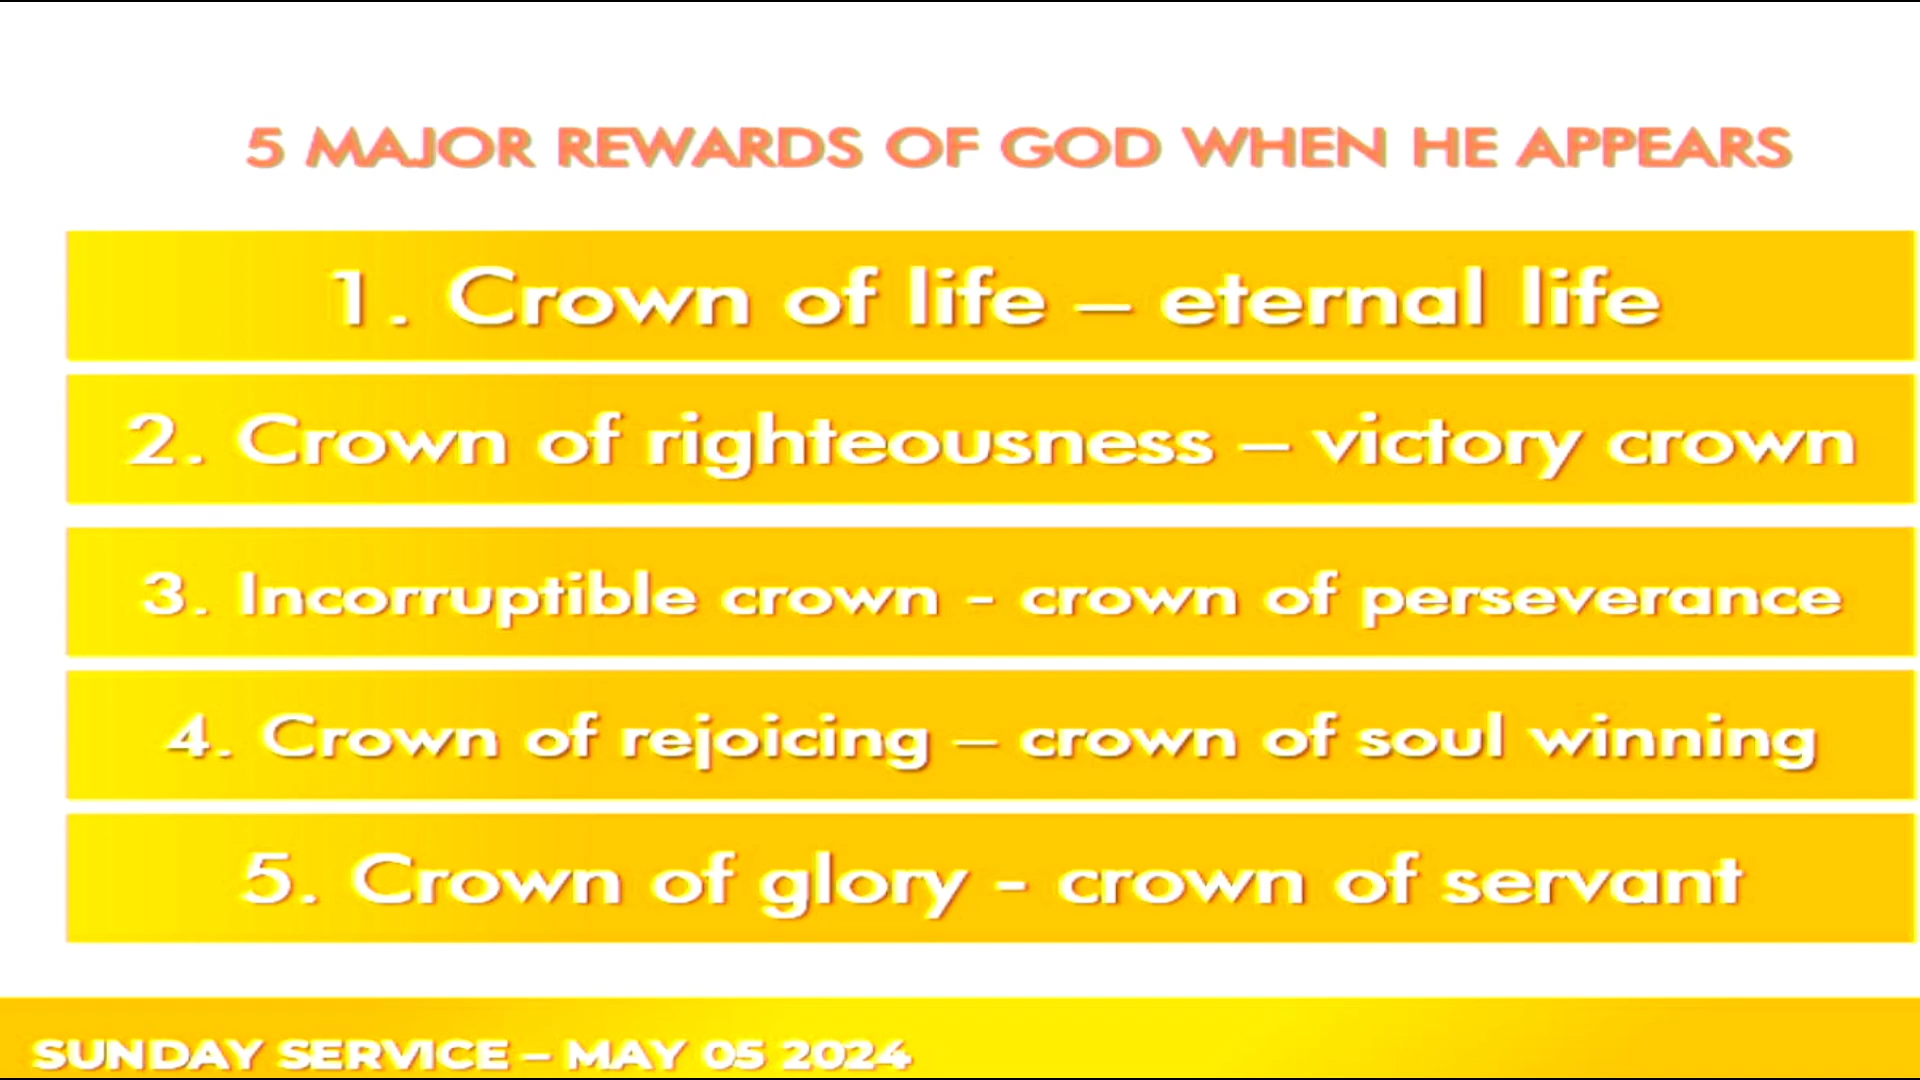 5 MAJOR REWARDS OF GOD WHEN HE APPEARS
1. Crown of life – eternal life
2. Crown of righteousness – victory crown
3. Incorruptible crown - crown of perseverance
4. Crown of rejoicing – crown of soul winning
5. Crown of glory - crown of servant
SUNDAY SERVICE – MAY 05 2024